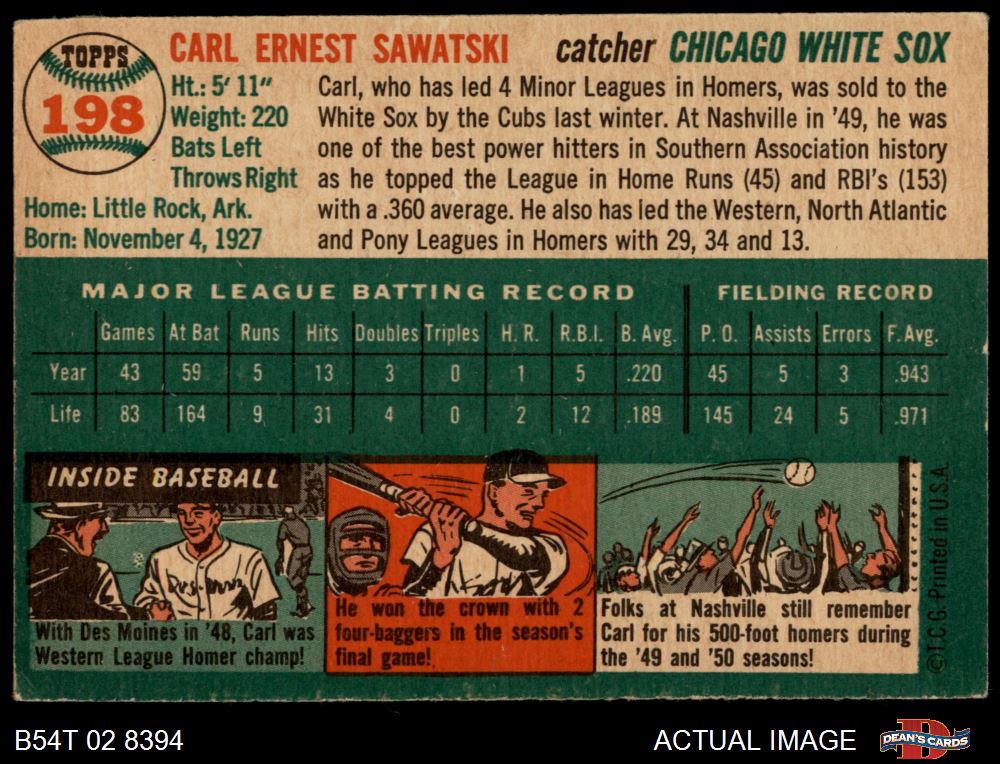 TOPPS
198
CARL ERNEST SAWATSKI catcher CHICAGO WHITE SOX
Ht.: 5' 11"
Weight: 220
Bats Left
Throws Right
Home: Little Rock, Ark.
Born: November 4, 1927
Carl, who has led 4 Minor Leagues in Homers, was sold to the
White Sox by the Cubs last winter. At Nashville in '49, he was
one of the best power hitters in Southern Association history
as he topped the League in Home Runs (45) and RBI's (153)
with a .360 average. He also has led the Western, North Atlantic
and Pony Leagues in Homers with 29, 34 and 13.
MAJOR LEAGUE BATTING RECORD FIELDING RECORD
Games At Bat Runs Hits Doubles Triples H. R. R.B.I. B. Avg. P. O. Assists Errors F. Avg.
Year 43 59 5 13 3 0 1 5 .220 45 5 3 .943
Life 83 164 9 31 4 0 2 12 .189 145 24 5 .971
INSIDE BASEBALL
With Des Moines in '48, Carl was
Western League Homer champ!
He won the crown with 2
four-baggers in the season's
final game!
Folks at Nashville still remember
Carl for his 500-foot homers during
the '49 and '50 seasons!
©T.C.G. Printed in U.S.A.
B54T 02 8394
ACTUAL IMAGE
D
DEAN'S CARDS